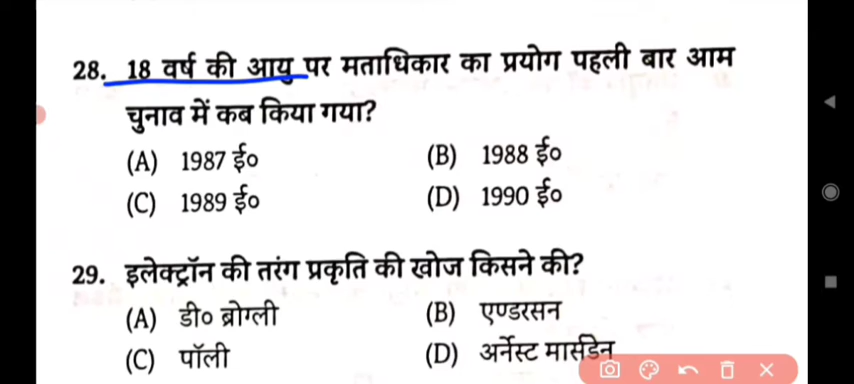 28. 18 वर्ष की आयु पर मताधिकार का प्रयोग पहली बार आम
चुनाव में कब किया गया?
(A) 1987 ई० (B) 1988 ई०
(C) 1989 ई० (D) 1990 ई०
29. इलेक्ट्रॉन की तरंग प्रकृति की खोज किसने की?
(A) डी० ब्रोग्ली (B) एण्डरसन
(C) पॉली (D) अर्नेस्ट मार्सडेन